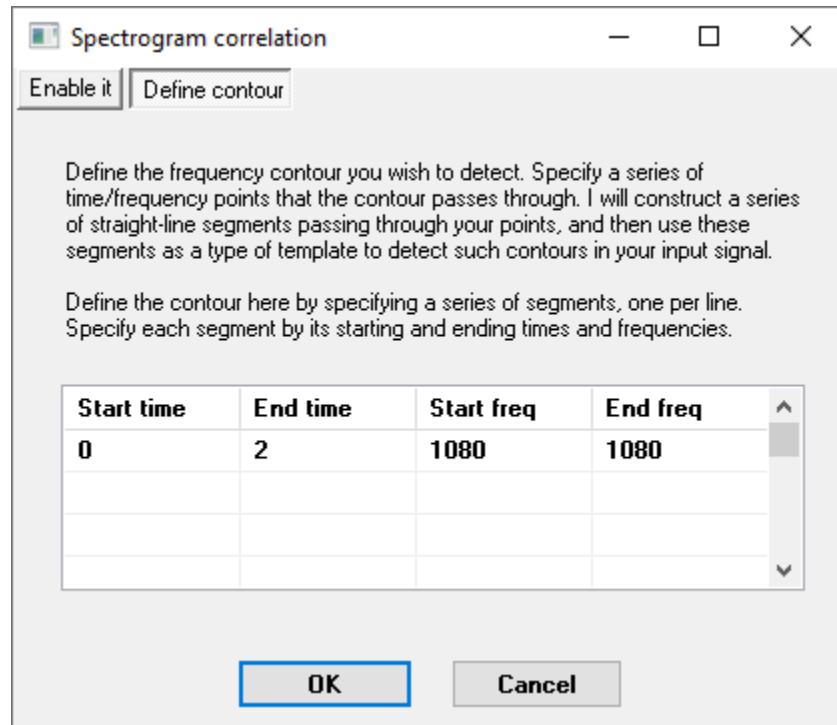 Spectrogram correlation
Enable it Define contour
Define the frequency contour you wish to detect. Specify a series of
time/frequency points that the contour passes through. I will construct a series
of straight-line segments passing through your points, and then use these
segments as a type of template to detect such contours in your input signal.
Define the contour here by specifying a series of segments, one per line.
Specify each segment by its starting and ending times and frequencies.
Start time End time Start freq End freq
0 2 1080 1080
OK Cancel